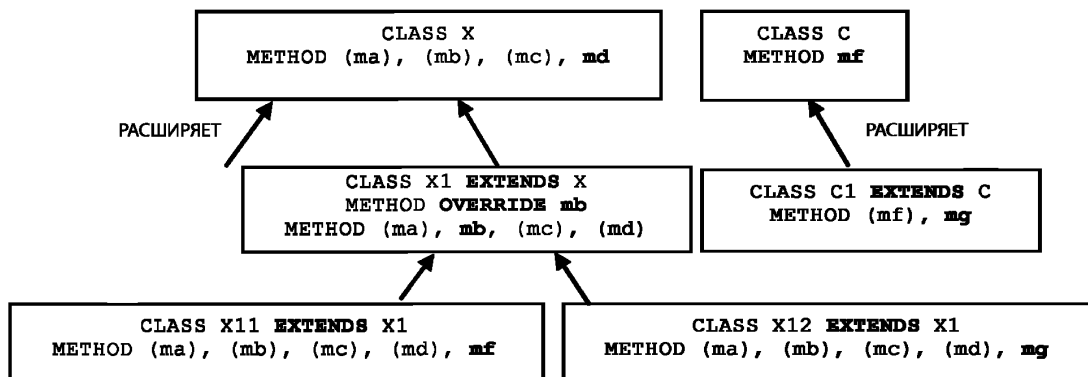 CLASS X
METHOD (ma), (mb), (mc), md
CLASS C
METHOD mf
РАСШИРЯЕТ
РАСШИРЯЕТ
CLASS X1 EXTENDS X
METHOD OVERRIDE mb
METHOD (ma), mb, (mc), (md)
CLASS C1 EXTENDS C
METHOD (mf), mg
CLASS X11 EXTENDS X1
METHOD (ma), (mb), (mc), (md), mf
CLASS X12 EXTENDS X1
METHOD (ma), (mb), (mc), (md), mg